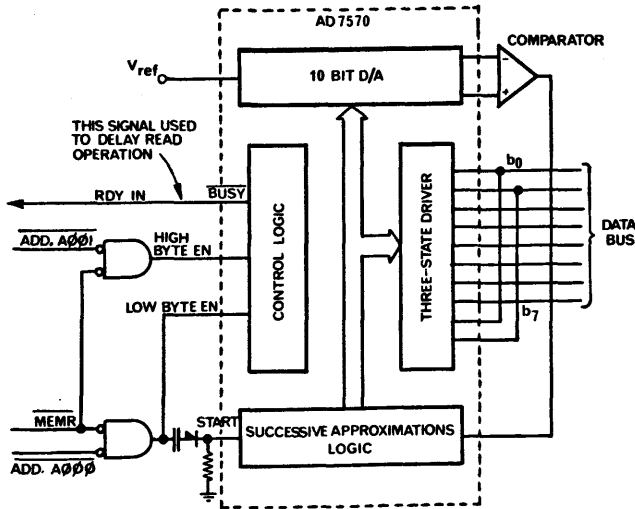 AD 7570
COMPARATOR
Vref
10 BIT D/A
−
+
THIS SIGNAL USED
TO DELAY READ
OPERATION
RDY IN
BUSY
ADD. AØØ1
HIGH
BYTE EN
LOW BYTE EN
CONTROL LOGIC
THREE-STATE DRIVER
b0
b7
DATA
BUS
MEMR
ADD. AØØØ
START
SUCCESSIVE APPROXIMATIONS
LOGIC